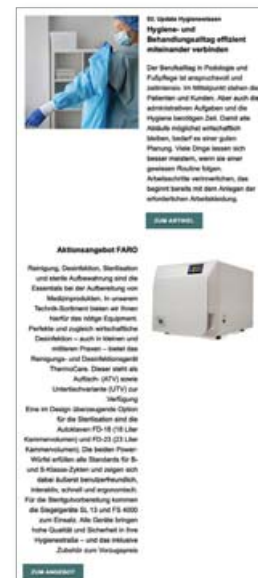 50. Update Hygienewissen
Hygiene- und
Behandlungsalltag effizient
miteinander verbinden
Der Berufsalltag in Podologie und
Fußpflege ist anspruchsvoll und
zeitintensiv. Im Mittelpunkt stehen die
Patienten und Kunden. Aber auch die
administrativen Aufgaben und die
Hygiene benötigen Zeit. Damit alle
Abläufe möglichst wirtschaftlich
bleiben, bedarf es einer guten
Planung. Viele Dinge lassen sich
besser meistern, wenn sie einer
gewissen Routine folgen.
Arbeitsschritte verinnerlichen, das
beginnt bereits mit dem Anlegen der
erforderlichen Arbeitskleidung.
ZUM ARTIKEL
Aktionsangebot FARO
Reinigung, Desinfektion, Sterilisation
und sterile Aufbewahrung sind die
Essentials bei der Aufbereitung von
Medizinprodukten. In unserem
Technik-Sortiment bieten wir Ihnen
hierfür das nötige Equipment.
Perfekte und zugleich wirtschaftliche
Desinfektion – auch in kleinen und
mittleren Praxen – bietet das
Reinigungs- und Desinfektionsgerät
ThermoCare. Dieser steht als
Auftisch- (ATV) sowie
Untertischvariante (UTV) zur
Verfügung
Eine im Design überzeugende Option
für die Sterilisation sind die
Autoklaven FD-18 (18 Liter
Kammervolumen) und FD-23 (23 Liter
Kammervolumen). Die beiden Power-
Würfel erfüllen alle Standards für B-
und S-Klasse-Zyklen und zeigen sich
dabei äußerst benutzerfreundlich,
interaktiv, schnell und ergonomisch.
Für die Sterilgutverpackung kommen
die Siegelgeräte SL 13 und FS 4000
zum Einsatz. Alle Geräte bringen
hohe Qualität und Sicherheit in Ihre
Hygienestraße – und das inklusive
Zubehör zum Vorzugspreis
ZUM ANGEBOT